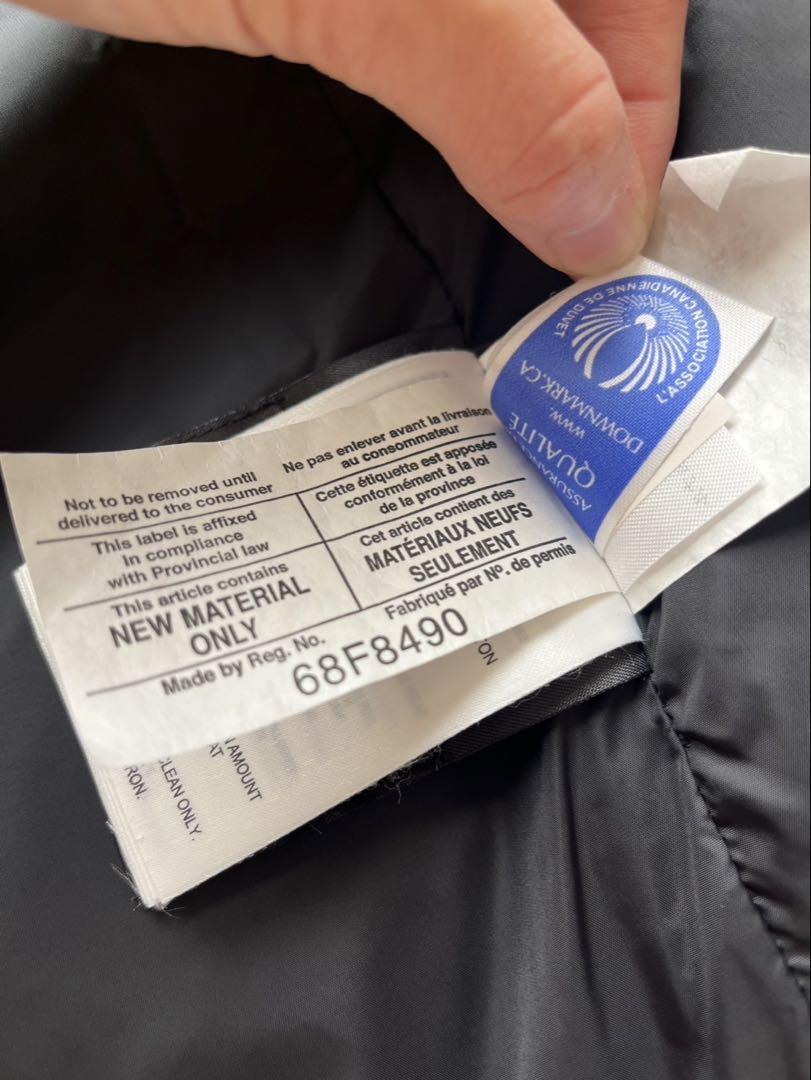 Not to be removed until
delivered to the consumer
Ne pas enlever avant la livraison
au consommateur
This label is affixed
in compliance
with Provincial law
Cette étiquette est apposée
conformément à la loi
de la province
This article contains
NEW MATERIAL
ONLY
Cet article contient des
MATÉRIAUX NEUFS
SEULEMENT
Made by Reg. No.
Fabriqué par Nº. de permis
68F8490
L'ASSOCIATION CANADIENNE DE DUVET
www.
DOWNMARK.CA
QUALITÉ
AMOUNT
CLEAN ONLY.